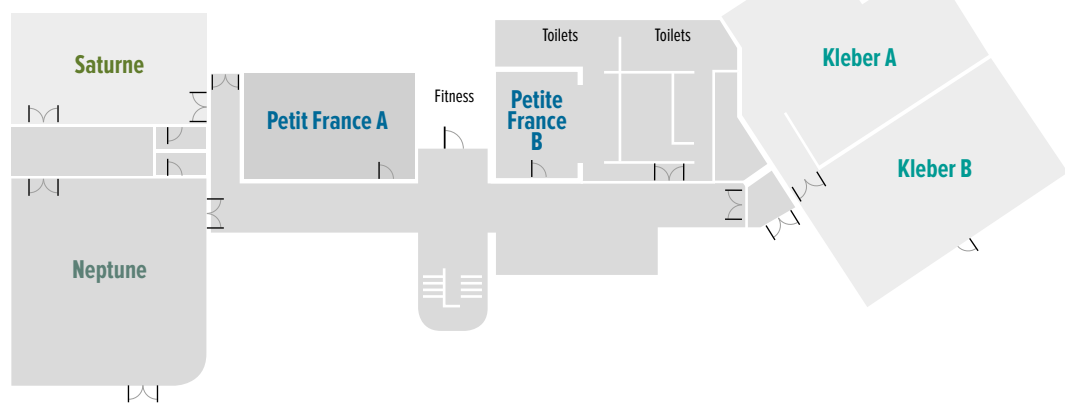 Toilets
Toilets
Saturne
Kleber A
Fitness
Petit France A
Petite
France
B
Kleber B
Neptune